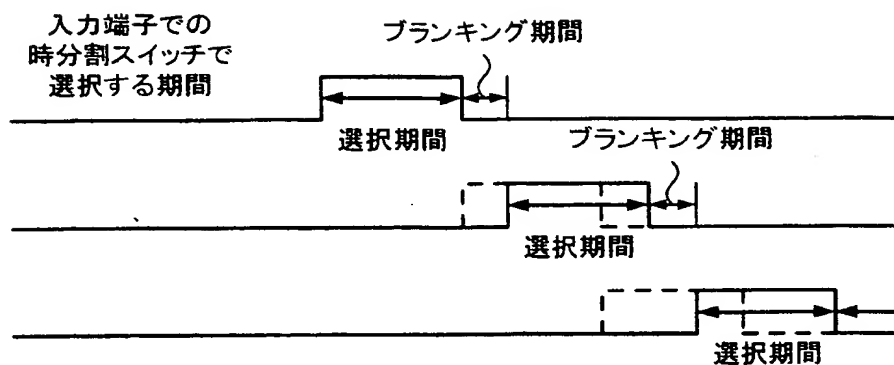 入力端子での
時分割スイッチで
選択する期間
ブランキング期間
選択期間
ブランキング期間
選択期間
選択期間